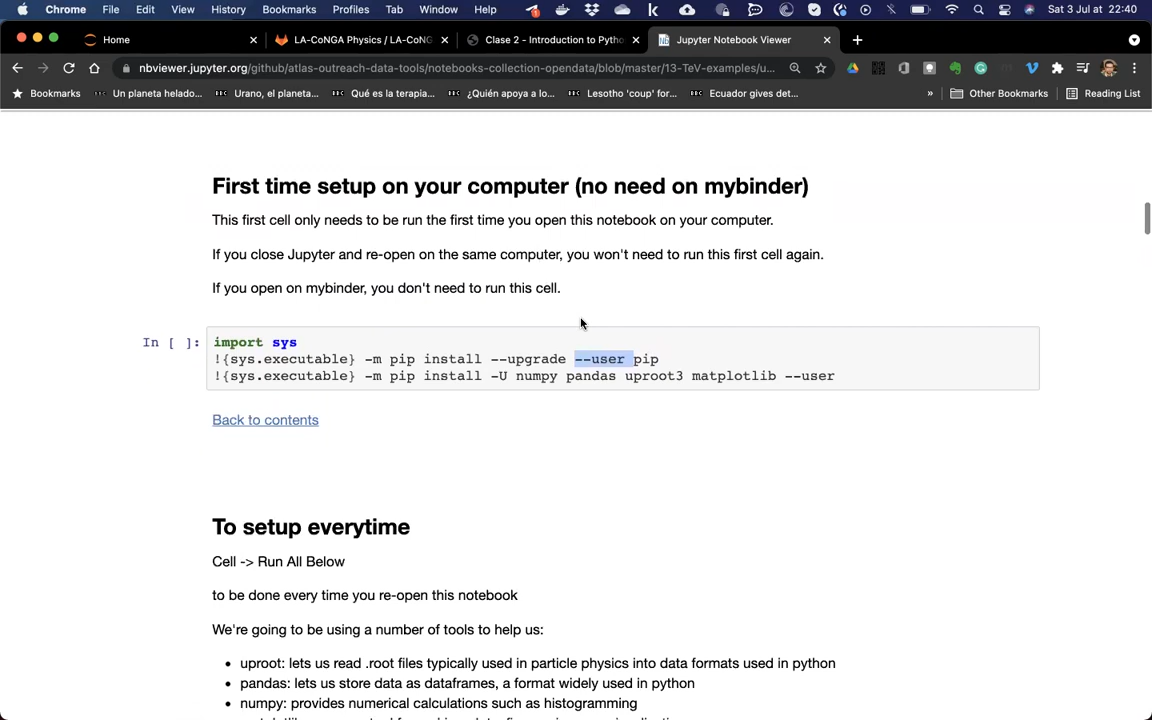 Chrome File Edit View History Bookmarks Profiles Tab Window Help Sat 3 Jul at 22:40
Home LA-CoNGA Physics / LA-CoNG Clase 2 - Introduction to Pytho Jupyter Notebook Viewer
nbviewer.jupyter.org/github/atlas-outreach-data-tools/notebooks-collection-opendata/blob/master/13-TeV-examples/u...
Bookmarks Un planeta helado... Urano, el planeta... Qué es la terapia... ¿Quién apoya a lo... Lesotho 'coup' for... Ecuador gives det... » Other Bookmarks Reading List
First time setup on your computer (no need on mybinder)
This first cell only needs to be run the first time you open this notebook on your computer.
If you close Jupyter and re-open on the same computer, you won't need to run this first cell again.
If you open on mybinder, you don't need to run this cell.
In [ ]: import sys
!{sys.executable} -m pip install --upgrade --user pip
!{sys.executable} -m pip install -U numpy pandas uproot3 matplotlib --user
Back to contents
To setup everytime
Cell -> Run All Below
to be done every time you re-open this notebook
We're going to be using a number of tools to help us:
• uproot: lets us read .root files typically used in particle physics into data formats used in python
• pandas: lets us store data as dataframes, a format widely used in python
• numpy: provides numerical calculations such as histogramming